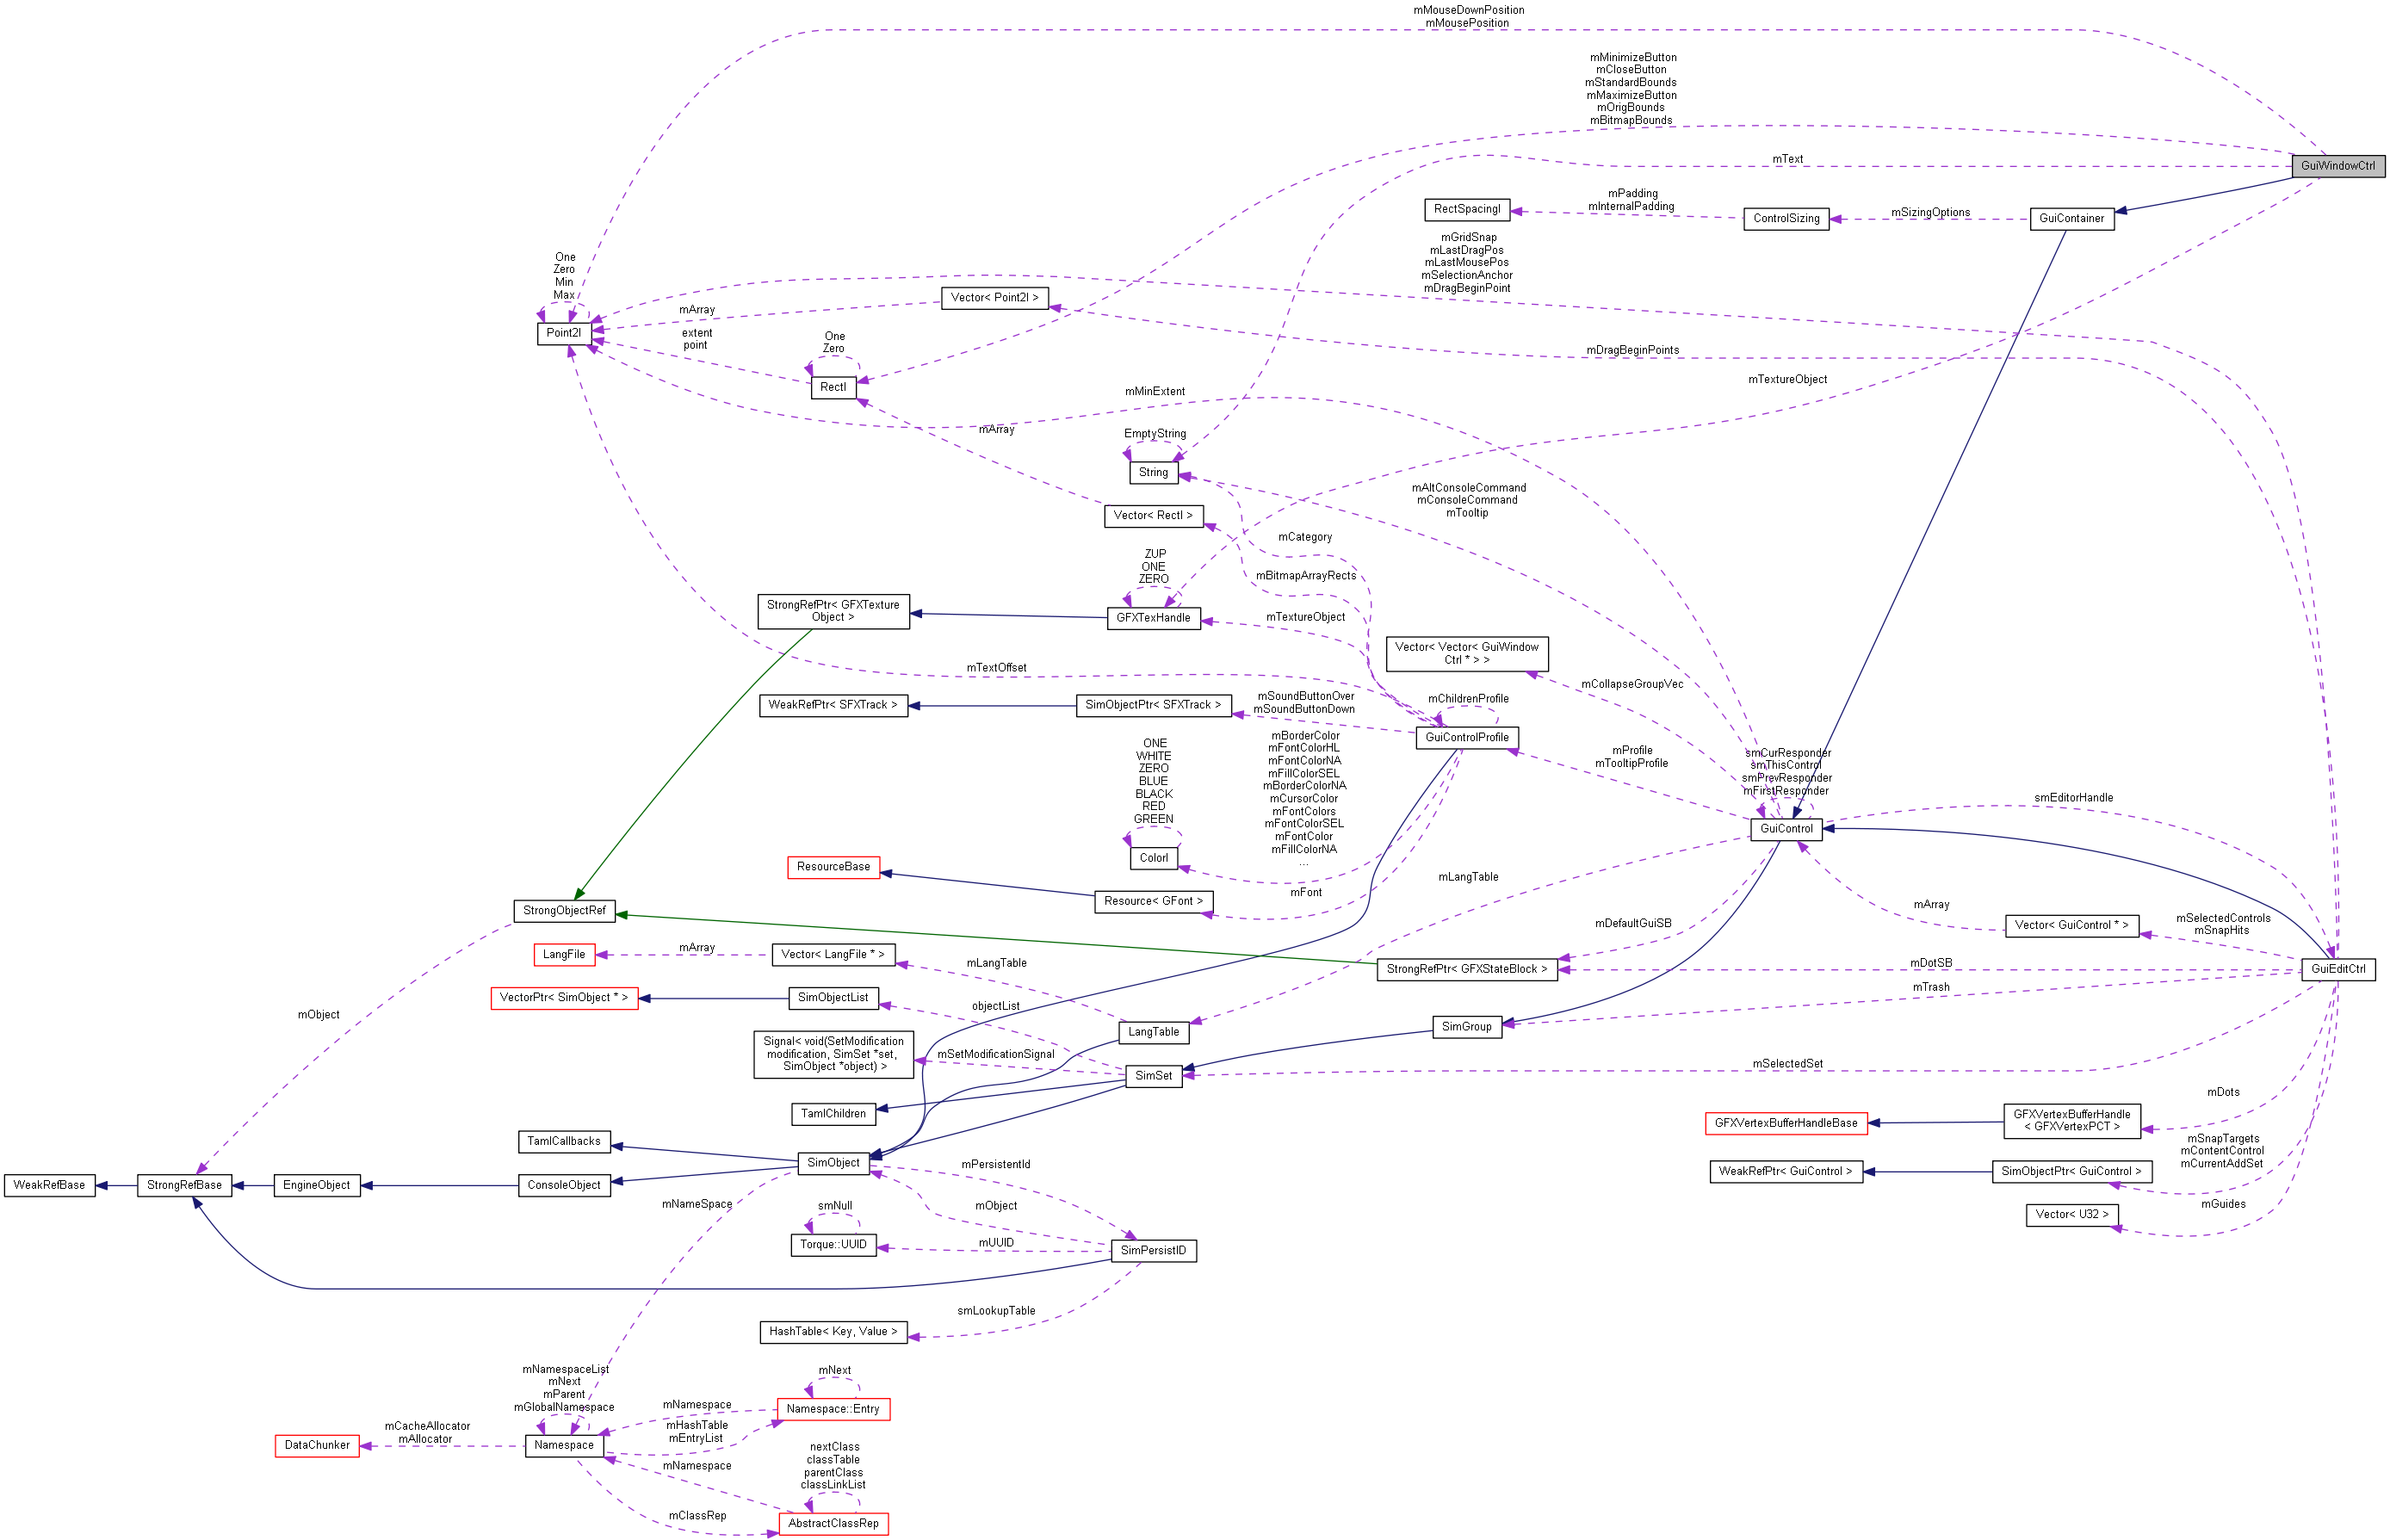 mMouseDownPosition
mMousePosition
mMinimizeButton
mCloseButton
mStandardBounds
mMaximizeButton
mOrigBounds
mBitmapBounds
mText
GuiWindowCtrl
mPadding
mInternalPadding
RectSpacingI
mSizingOptions
ControlSizing
GuiContainer
mGridSnap
mLastDragPos
mLastMousePos
mSelectionAnchor
mDragBeginPoint
One
Zero
Min
Max
Vector< Point2I >
mArray
Point2I
extent
point
One
Zero
RectI
mDragBeginPoints
mTextureObject
mMinExtent
mArray
EmptyString
String
mAltConsoleCommand
mConsoleCommand
mTooltip
Vector< RectI >
mCategory
mBitmapArrayRects
ZUP
ONE
ZERO
StrongRefPtr< GFXTexture
Object >
GFXTexHandle
mTextureObject
Vector< Vector< GuiWindow
Ctrl * > >
mTextOffset
mCollapseGroupVec
WeakRefPtr< SFXTrack >
SimObjectPtr< SFXTrack >
mSoundButtonOver
mSoundButtonDown
mChildrenProfile
GuiControlProfile
mProfile
mTooltipProfile
smCurResponder
smThisControl
smPrevResponder
mFirstResponder
GuiControl
smEditorHandle
ONE
WHITE
ZERO
BLUE
BLACK
RED
GREEN
ColorI
mBorderColor
mFontColorHL
mFontColorNA
mFillColorSEL
mBorderColorNA
mCursorColor
mFontColors
mFontColorSEL
mFontColor
mFillColorNA
...
ResourceBase
Resource< GFont >
mFont
mLangTable
StrongObjectRef
mDefaultGuiSB
mArray
Vector< GuiControl * >
mSelectedControls
mSnapHits
LangFile
mArray
Vector< LangFile * >
mLangTable
StrongRefPtr< GFXStateBlock >
mDotSB
GuiEditCtrl
mTrash
VectorPtr< SimObject * >
SimObjectList
objectList
mObject
LangTable
SimGroup
Signal< void(SetModification
modification, SimSet *set,
SimObject *object) >
mSetModificationSignal
SimSet
mSelectedSet
TamlChildren
mDots
GFXVertexBufferHandleBase
GFXVertexBufferHandle
< GFXVertexPCT >
TamlCallbacks
SimObject
mPersistentId
mSnapTargets
mContentControl
mCurrentAddSet
WeakRefPtr< GuiControl >
SimObjectPtr< GuiControl >
WeakRefBase
StrongRefBase
EngineObject
ConsoleObject
mNameSpace
mObject
smNull
mGuides
Vector< U32 >
Torque::UUID
mUUID
SimPersistID
smLookupTable
HashTable< Key, Value >
mNamespaceList
mNext
mParent
mGlobalNamespace
mNext
mNamespace
Namespace::Entry
mHashTable
mEntryList
mCacheAllocator
mAllocator
DataChunker
Namespace
mNamespace
nextClass
classTable
parentClass
classLinkList
mClassRep
AbstractClassRep